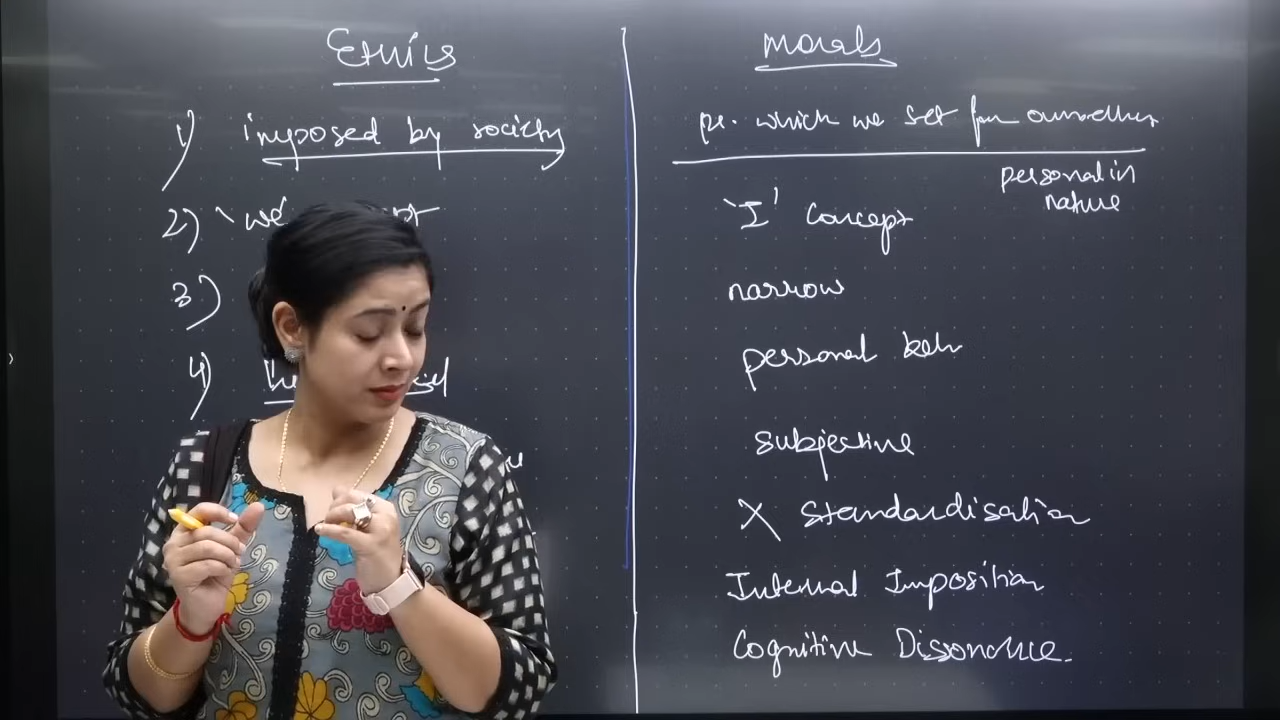 Ethics
1) imposed by society
2) 'we'
3)
4)
Morals
pr. which we set for ourselves
personal in
nature
'I' Concept
narrow
personal beh
subjective
X Standardisation
Internal Imposition
Cognitive Dissonance.